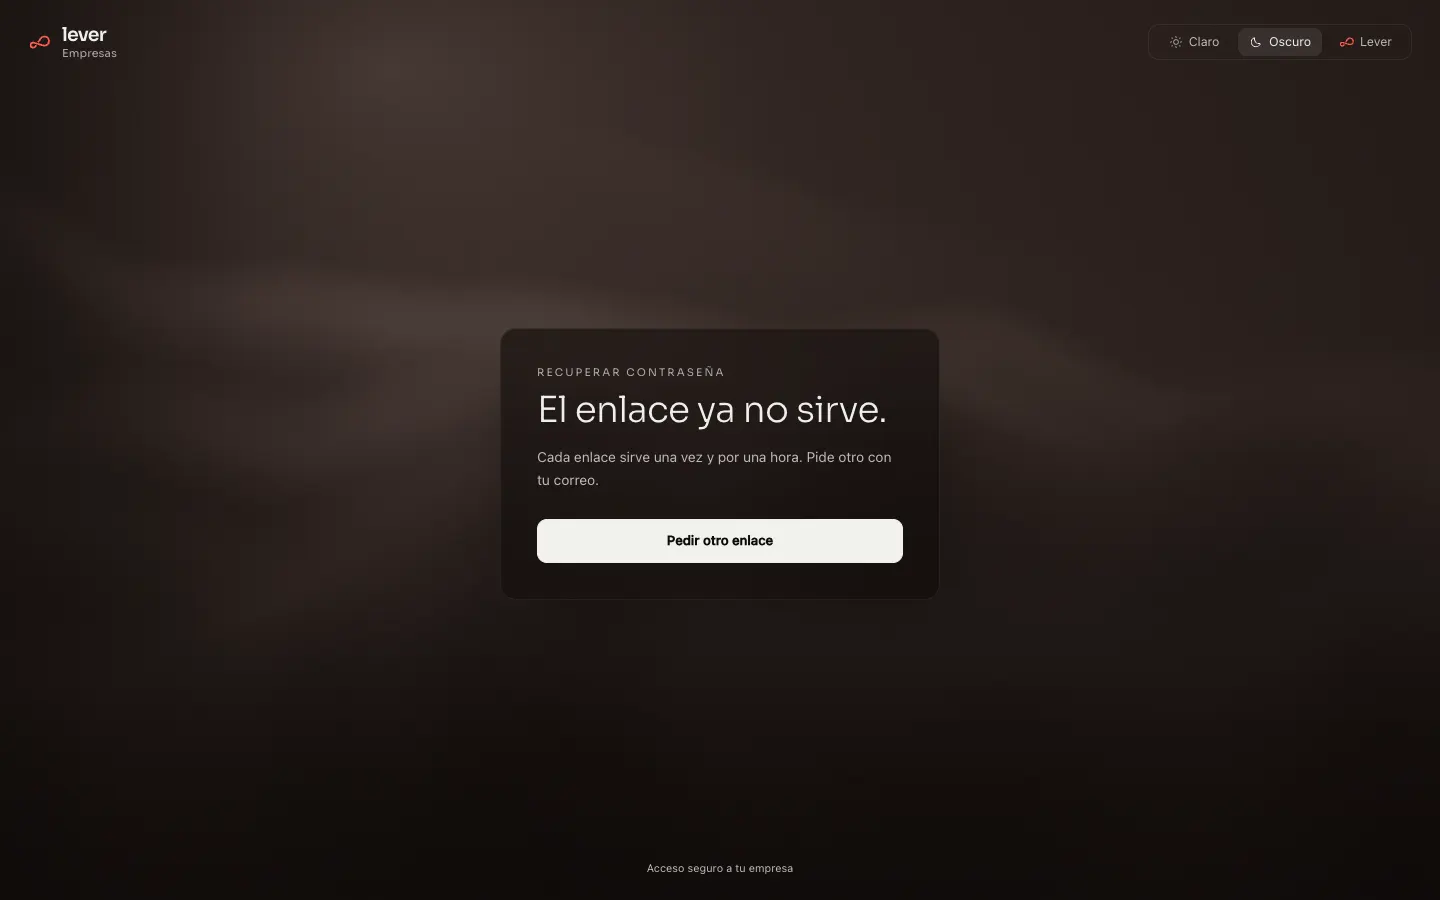 lever
Empresas
Claro
Oscuro
Lever
RECUPERAR CONTRASEÑA
El enlace ya no sirve.
Cada enlace sirve una vez y por una hora. Pide otro con
tu correo.
Pedir otro enlace
Acceso seguro a tu empresa